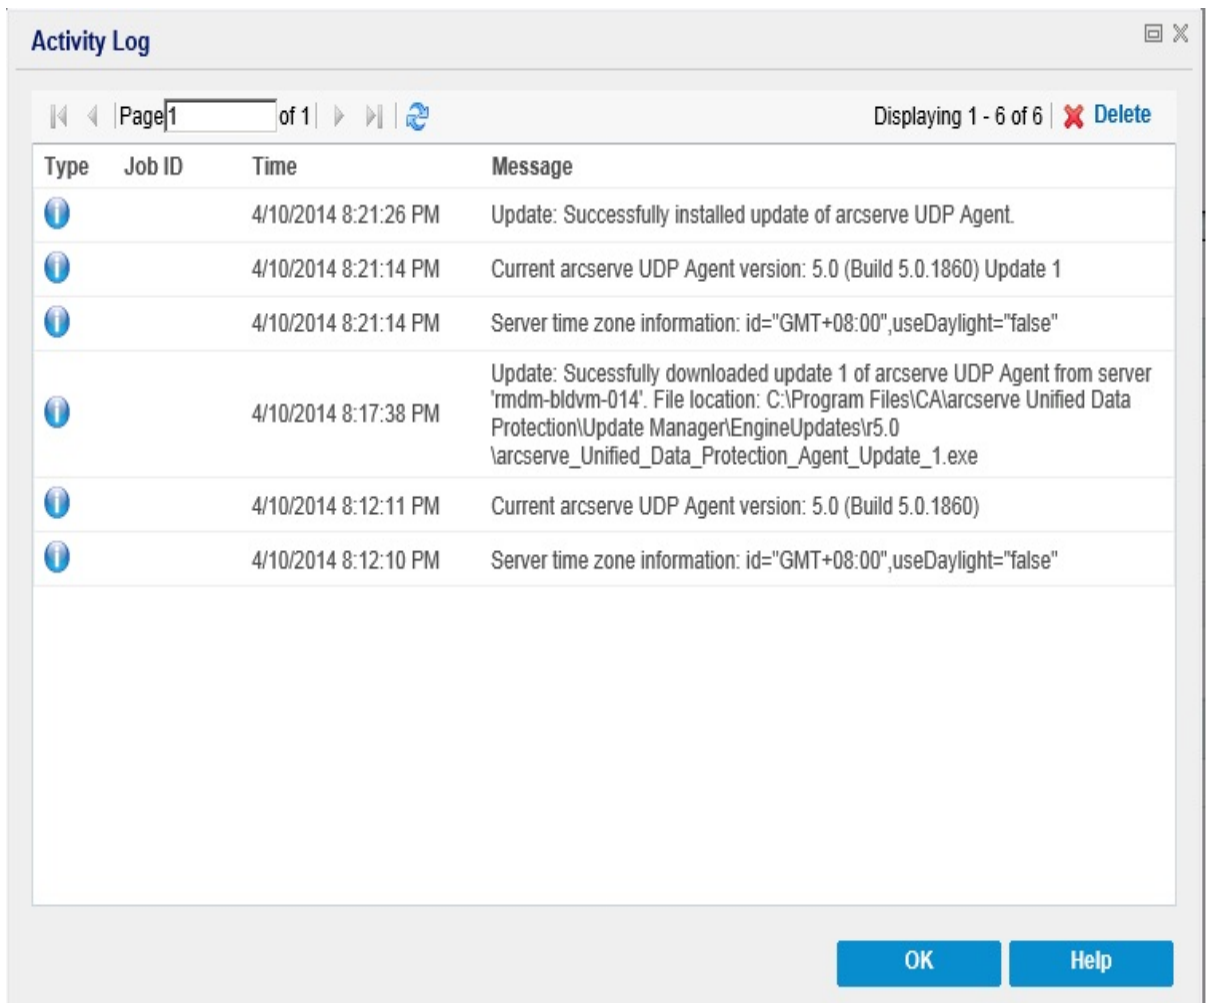 Activity Log
Page 1 of 1 Displaying 1 - 6 of 6 Delete
Type Job ID Time Message
4/10/2014 8:21:26 PM Update: Successfully installed update of arcserve UDP Agent.
4/10/2014 8:21:14 PM Current arcserve UDP Agent version: 5.0 (Build 5.0.1860) Update 1
4/10/2014 8:21:14 PM Server time zone information: id="GMT+08:00",useDaylight="false"
4/10/2014 8:17:38 PM Update: Sucessfully downloaded update 1 of arcserve UDP Agent from server
'rmdm-bldvm-014'. File location: C:\Program Files\CA\arcserve Unified Data
Protection\Update Manager\EngineUpdates\r5.0
\arcserve_Unified_Data_Protection_Agent_Update_1.exe
4/10/2014 8:12:11 PM Current arcserve UDP Agent version: 5.0 (Build 5.0.1860)
4/10/2014 8:12:10 PM Server time zone information: id="GMT+08:00",useDaylight="false"
OK Help